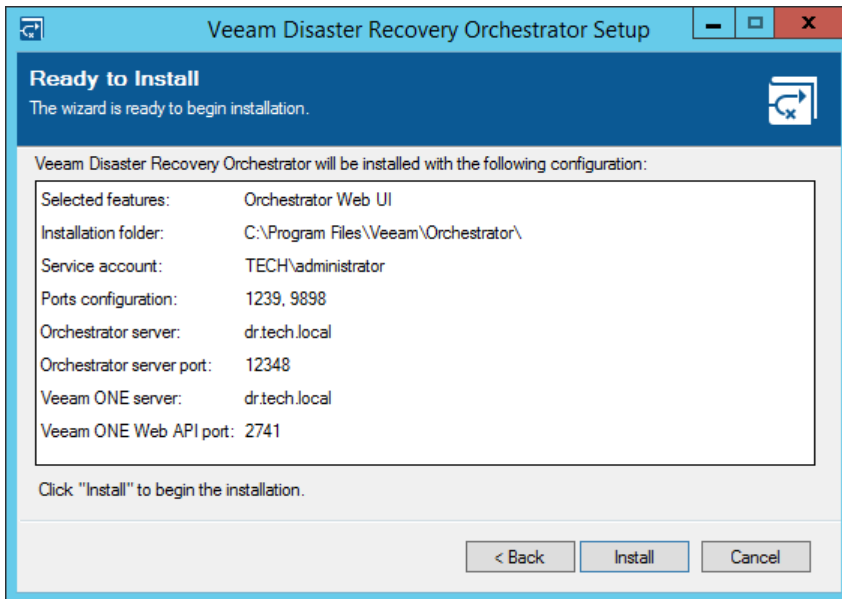 Veeam Disaster Recovery Orchestrator Setup
Ready to Install
The wizard is ready to begin installation.
Veeam Disaster Recovery Orchestrator will be installed with the following configuration:
Selected features: Orchestrator Web UI
Installation folder: C:\Program Files\Veeam\Orchestrator\
Service account: TECH\administrator
Ports configuration: 1239, 9898
Orchestrator server: dr.tech.local
Orchestrator server port: 12348
Veeam ONE server: dr.tech.local
Veeam ONE Web API port: 2741
Click "Install" to begin the installation.
< Back Install Cancel